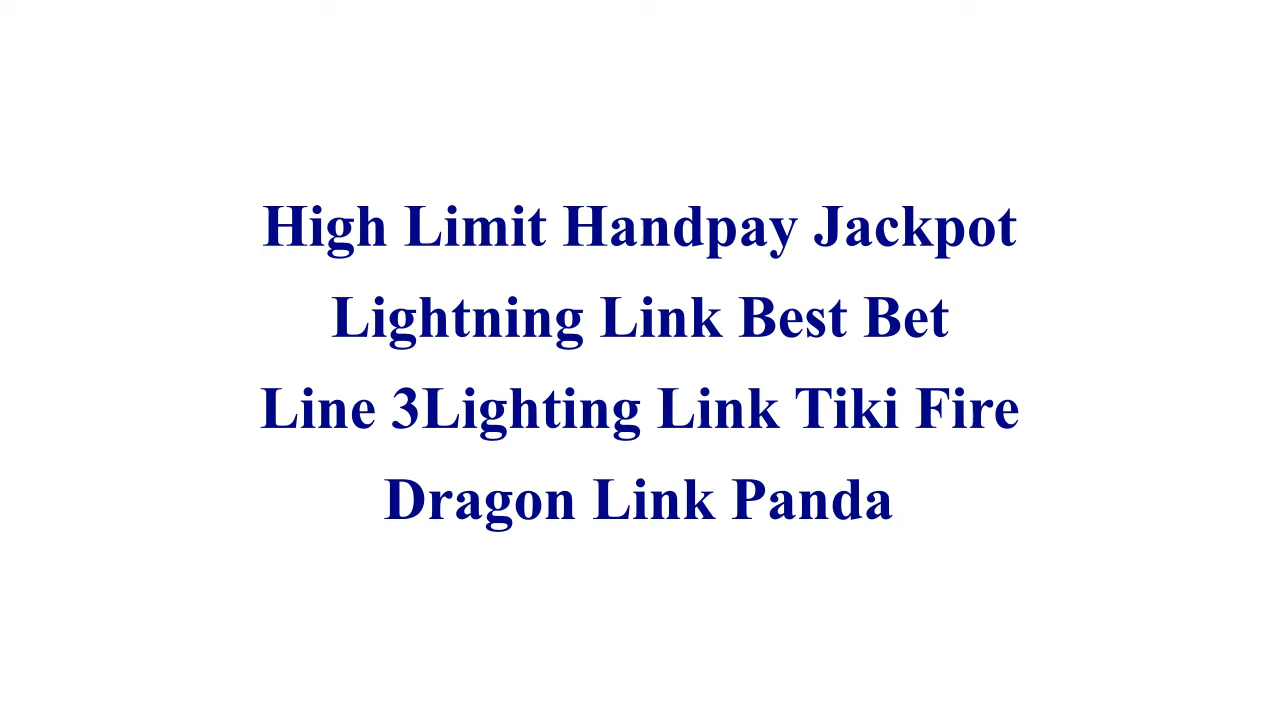 High Limit Handpay Jackpot
Lightning Link Best Bet
Line 3Lighting Link Tiki Fire
Dragon Link Panda